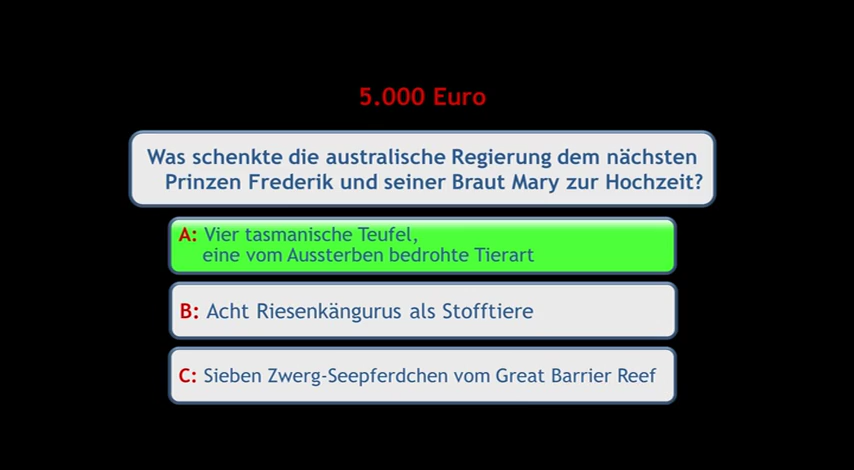 5.000 Euro
Was schenkte die australische Regierung dem nächsten
Prinzen Frederik und seiner Braut Mary zur Hochzeit?
A: Vier tasmanische Teufel,
eine vom Aussterben bedrohte Tierart
B: Acht Riesenkängurus als Stofftiere
C: Sieben Zwerg-Seepferdchen vom Great Barrier Reef